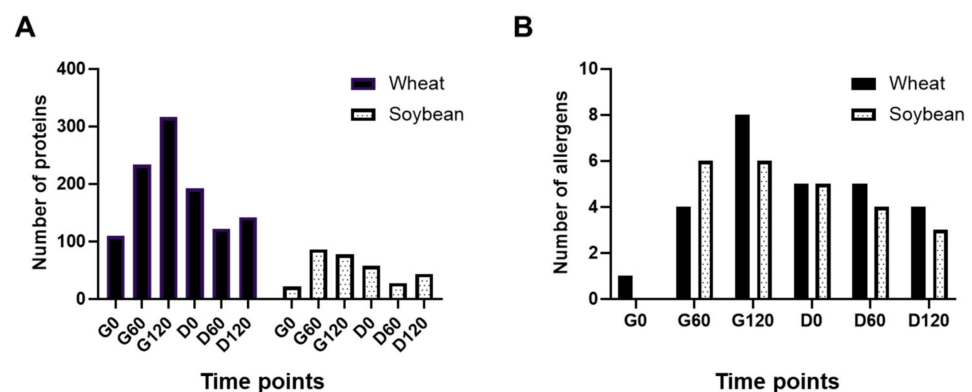 A
Number of proteins
400
300
200
100
0
Wheat
Soybean
G0 G60 G120 D0 D60 D120 G0 G60 G120 D0 D60 D120
Time points
B
Number of allergens
10
8
6
4
2
0
Wheat
Soybean
G0 G60 G120 D0 D60 D120
Time points